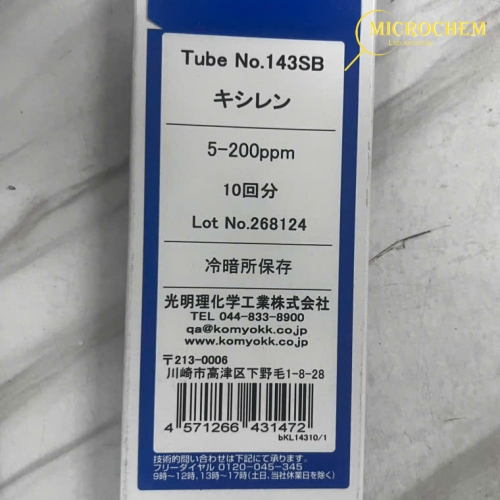 MICROCHEM
Laboratory
Tube No.143SB
キシレン
5-200ppm
10回分
Lot No.268124
冷暗所保存
光明理化学工業株式会社
TEL 044-833-8900
qa@komyokk.co.jp
www.komyokk.co.jp
〒213-0006
川崎市高津区下野毛1-8-28
4 571266 431472
bKL14310/1
技術的問い合わせは下記にて承ります。
フリーダイヤル 0120-045-345
9時~12時、13時~17時(土日、当社休業日を除く)